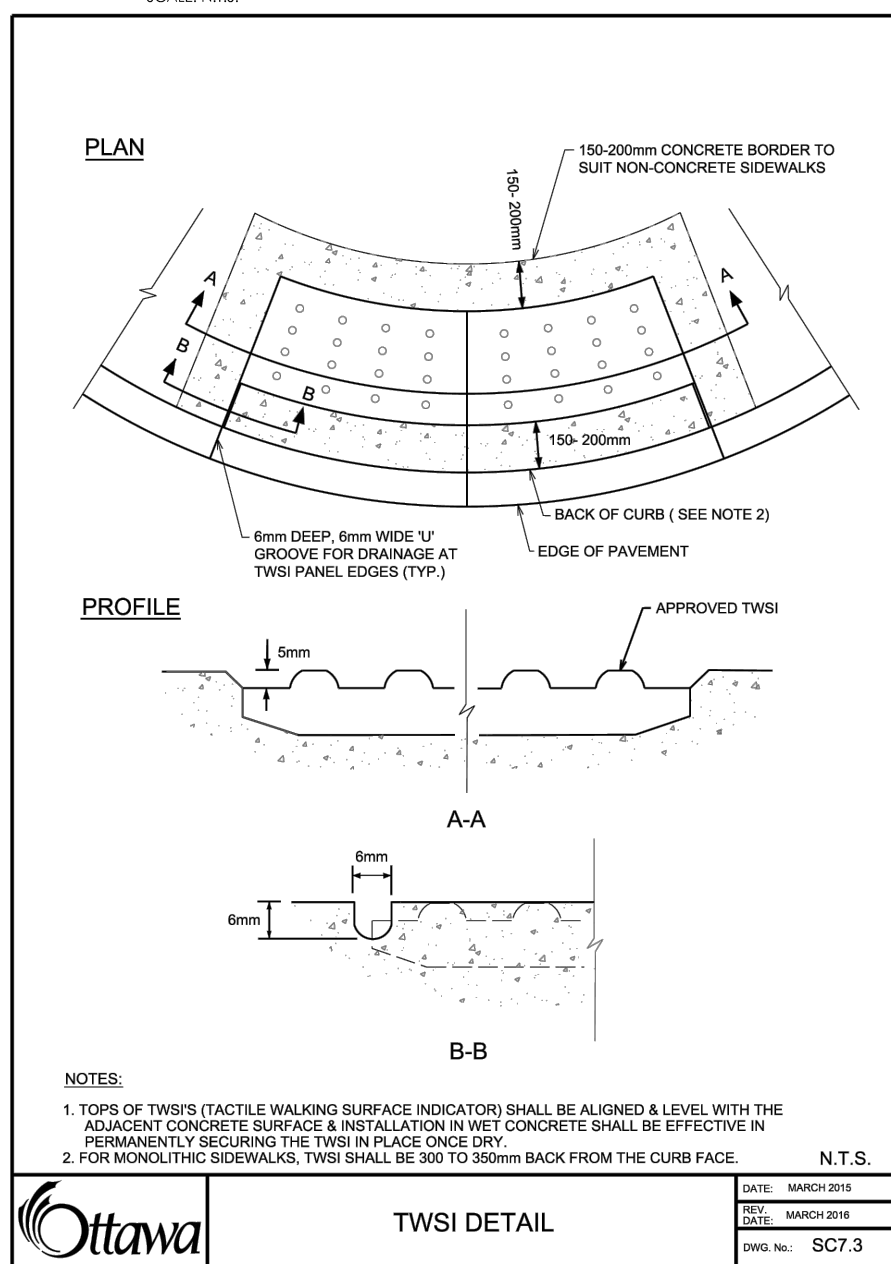 SCALE: N.T.S.
PLAN
150-200mm CONCRETE BORDER TO
SUIT NON-CONCRETE SIDEWALKS
150- 200mm
A
A
B
B
150- 200mm
BACK OF CURB ( SEE NOTE 2)
EDGE OF PAVEMENT
6mm DEEP, 6mm WIDE 'U'
GROOVE FOR DRAINAGE AT
TWSI PANEL EDGES (TYP.)
PROFILE
APPROVED TWSI
5mm
A-A
6mm
6mm
B-B
NOTES:
1. TOPS OF TWSI'S (TACTILE WALKING SURFACE INDICATOR) SHALL BE ALIGNED & LEVEL WITH THE
ADJACENT CONCRETE SURFACE & INSTALLATION IN WET CONCRETE SHALL BE EFFECTIVE IN
PERMANENTLY SECURING THE TWSI IN PLACE ONCE DRY.
2. FOR MONOLITHIC SIDEWALKS, TWSI SHALL BE 300 TO 350mm BACK FROM THE CURB FACE.
N.T.S.
Ottawa
TWSI DETAIL
DATE: MARCH 2015
REV.
DATE: MARCH 2016
DWG. No.: SC7.3